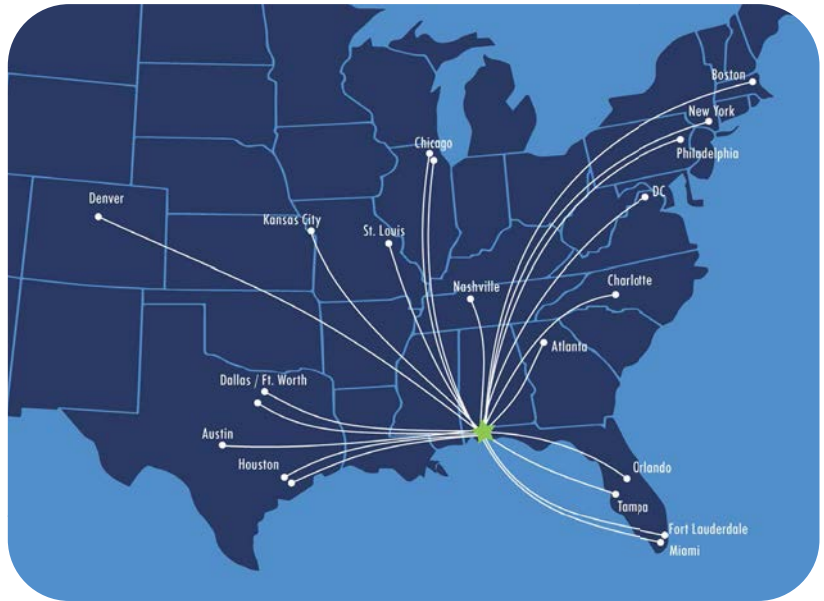 Boston
New York
Chicago
Philadelphia
DC
Denver
Kansas City
St. Louis
Nashville
Charlotte
Atlanta
Dallas / Ft. Worth
Austin
Houston
Orlando
Tampa
Fort Lauderdale
Miami